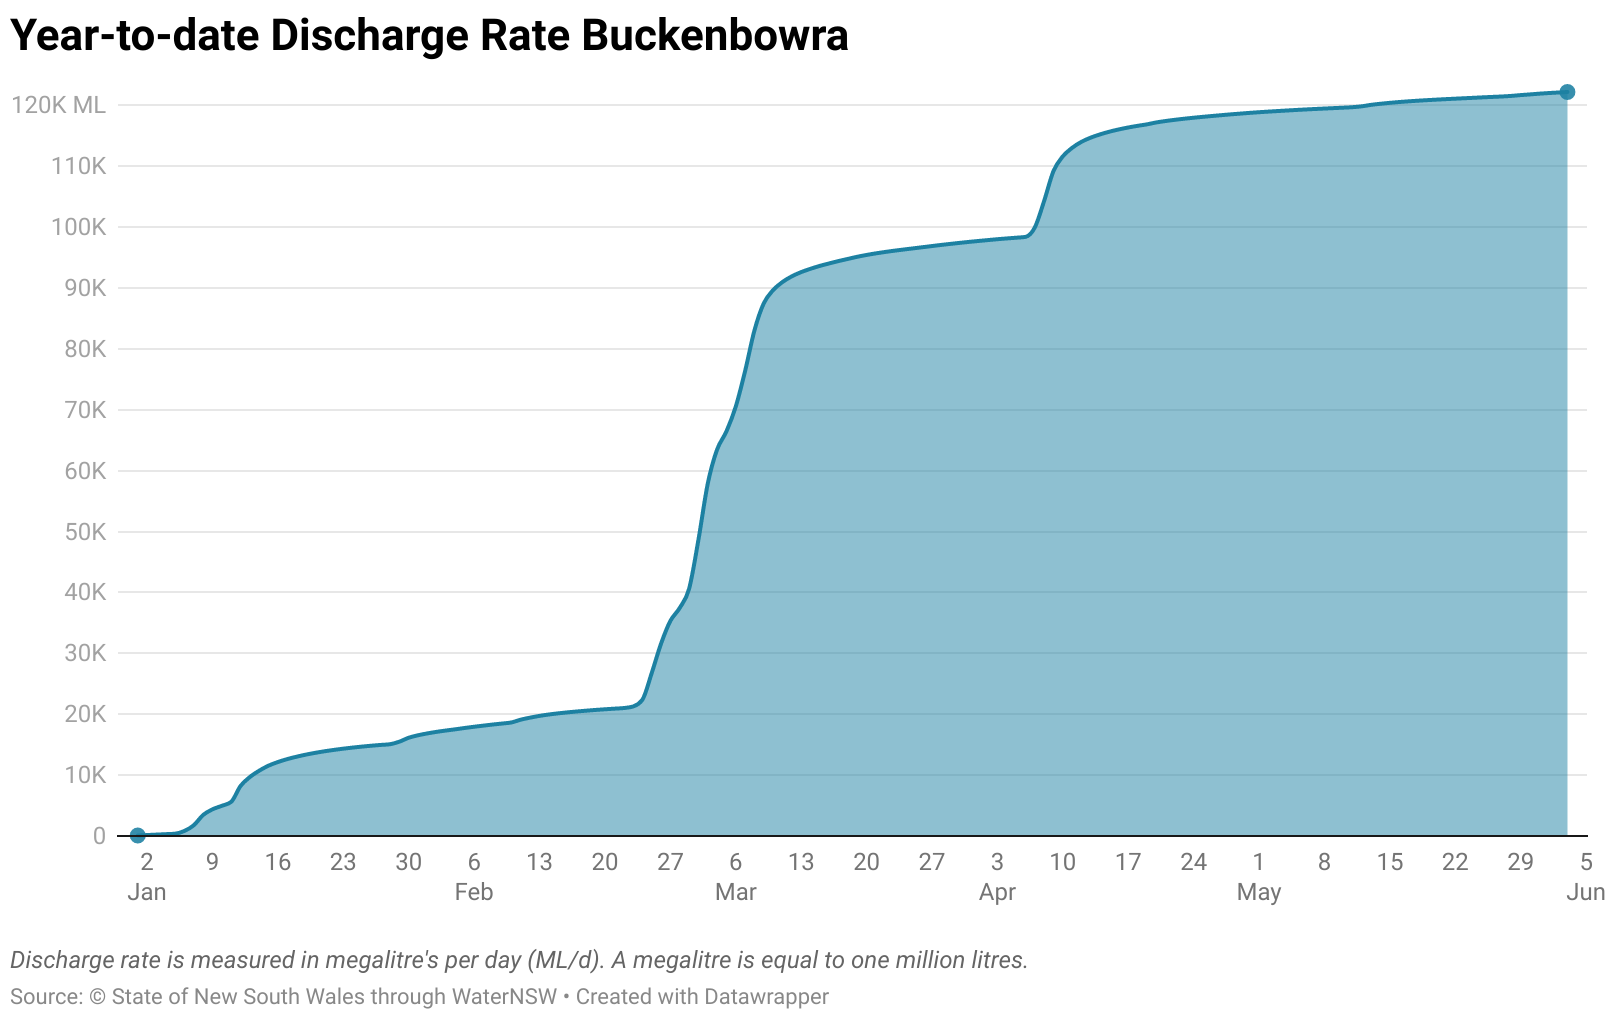 Year-to-date Discharge Rate Buckenbowra
120K ML
110K
100K
90K
80K
70K
60K
50K
40K
30K
20K
10K
0
2 9 16 23 30 6 13 20 27 6 13 20 27 3 10 17 24 1 8 15 22 29 5
Jan Feb Mar Apr May Jun
Discharge rate is measured in megalitre's per day (ML/d). A megalitre is equal to one million litres.
Source: © State of New South Wales through WaterNSW • Created with Datawrapper